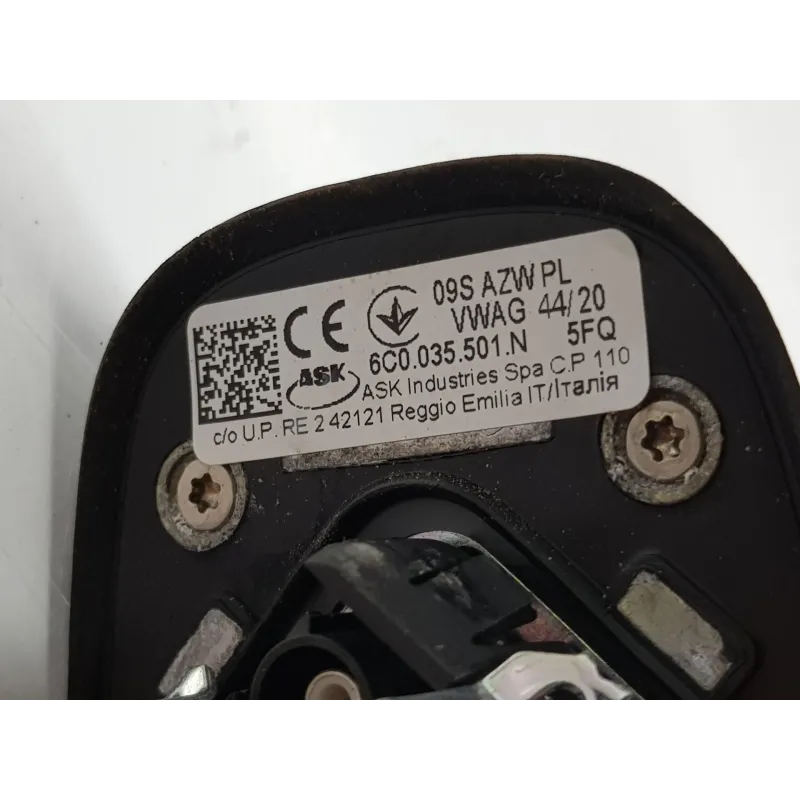 09S AZW PL
VWAG 44/20
6C0.035.501.N 5FQ
ASK
ASK Industries Spa C.P 110
c/o U.P. RE 2 42121 Reggio Emilia IT/Італія